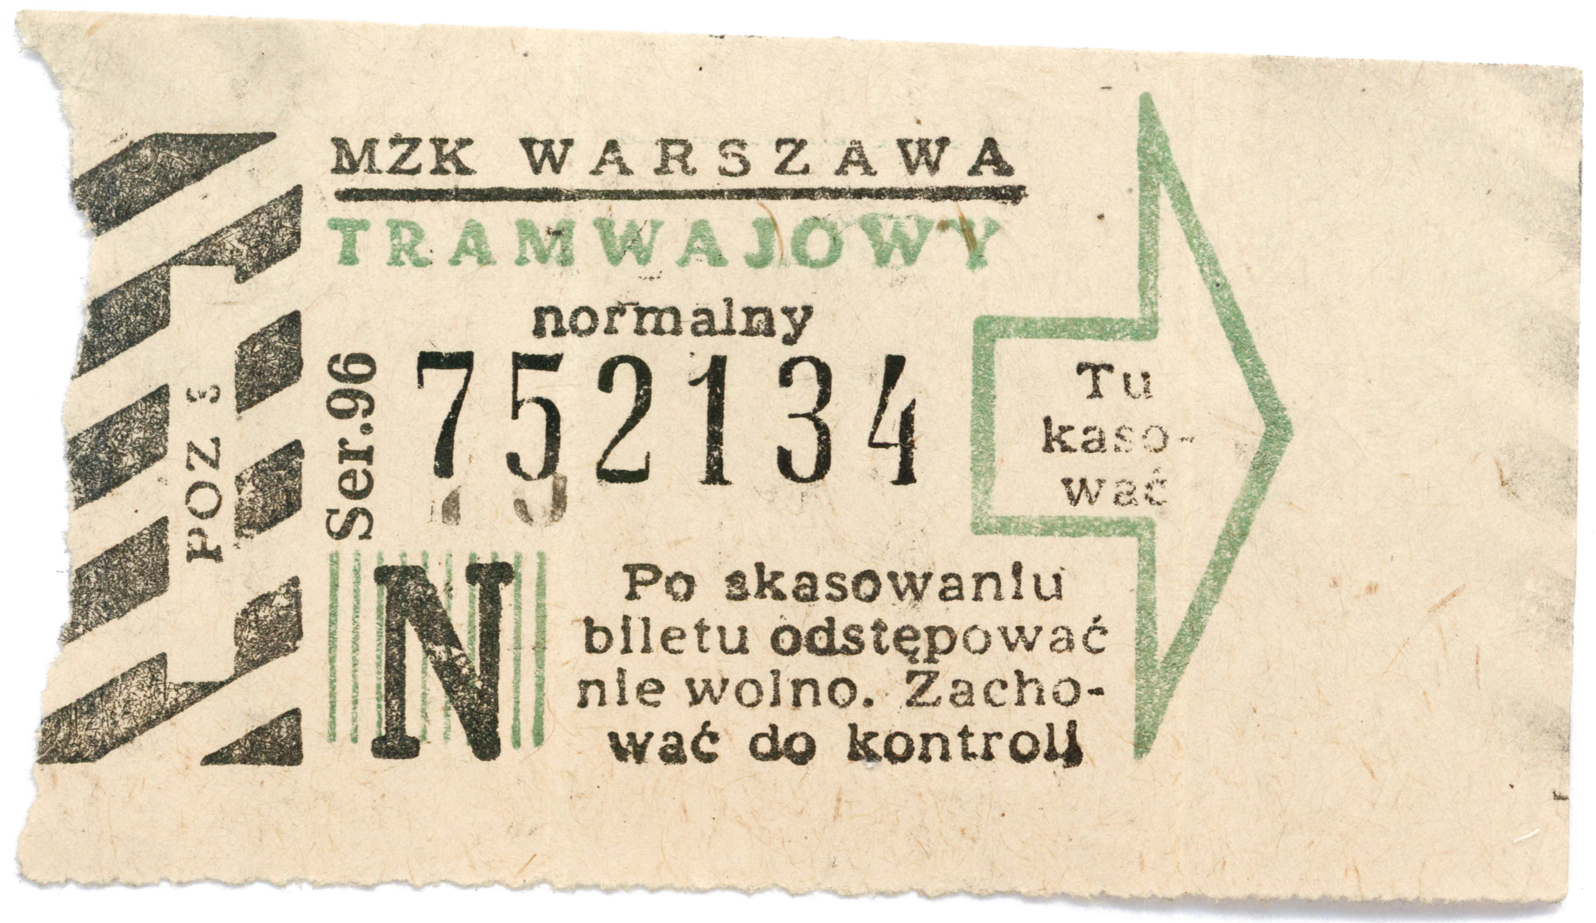 MZK WARSZAWA
TRAMWAJOWY
normalny
POZ 3
Ser.96
752134
Tu
kaso-
wać
N
Po skasowaniu
biletu odstępować
nie wolno. Zacho-
wać do kontroli